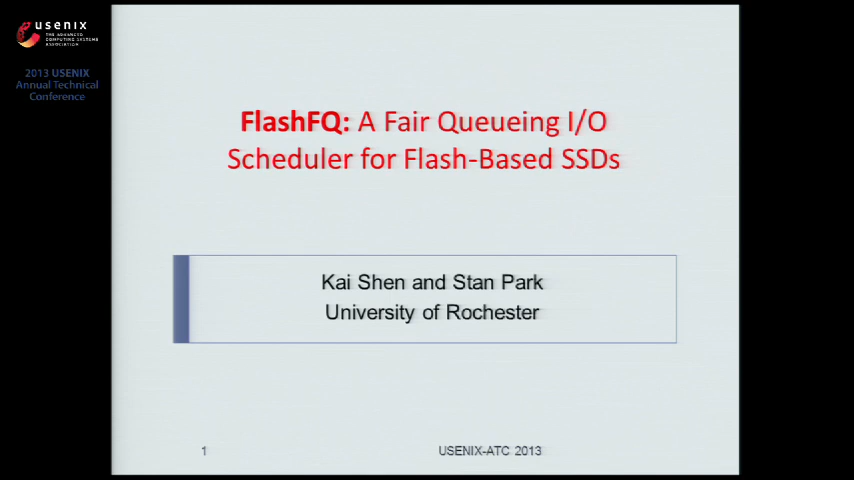 usenix
THE ADVANCED
COMPUTING SYSTEMS
ASSOCIATION
2013 USENIX
Annual Technical
Conference
FlashFQ: A Fair Queueing I/O
Scheduler for Flash-Based SSDs
Kai Shen and Stan Park
University of Rochester
1
USENIX-ATC 2013